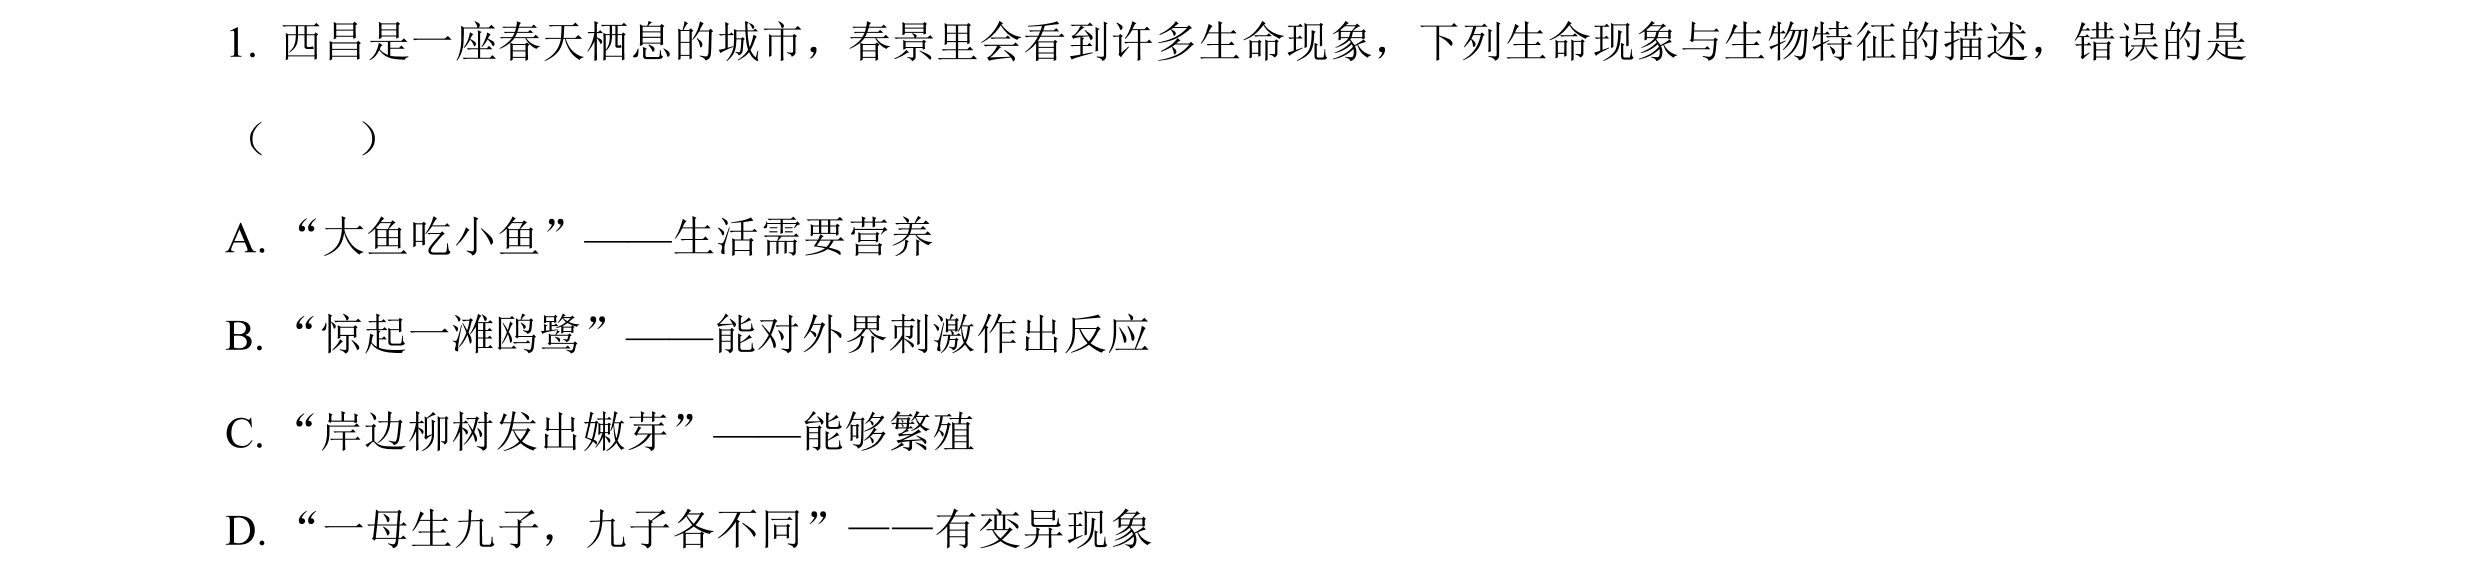 1. 西昌是一座春天栖息的城市，春景里会看到许多生命现象，下列生命现象与生物特征的描述，错误的是
（　　）
A. “大鱼吃小鱼”——生活需要营养
B. “惊起一滩鸥鹭”——能对外界刺激作出反应
C. “岸边柳树发出嫩芽”——能够繁殖
D. “一母生九子，九子各不同”——有变异现象